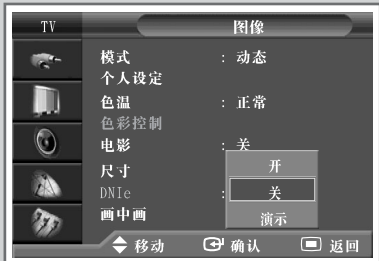 TV 图像
模式 : 动态
个人设定
色温 : 正常
色彩控制
电影 : 关
尺寸
开
DNIe : 关
画中画
演示
移动 确认 返回